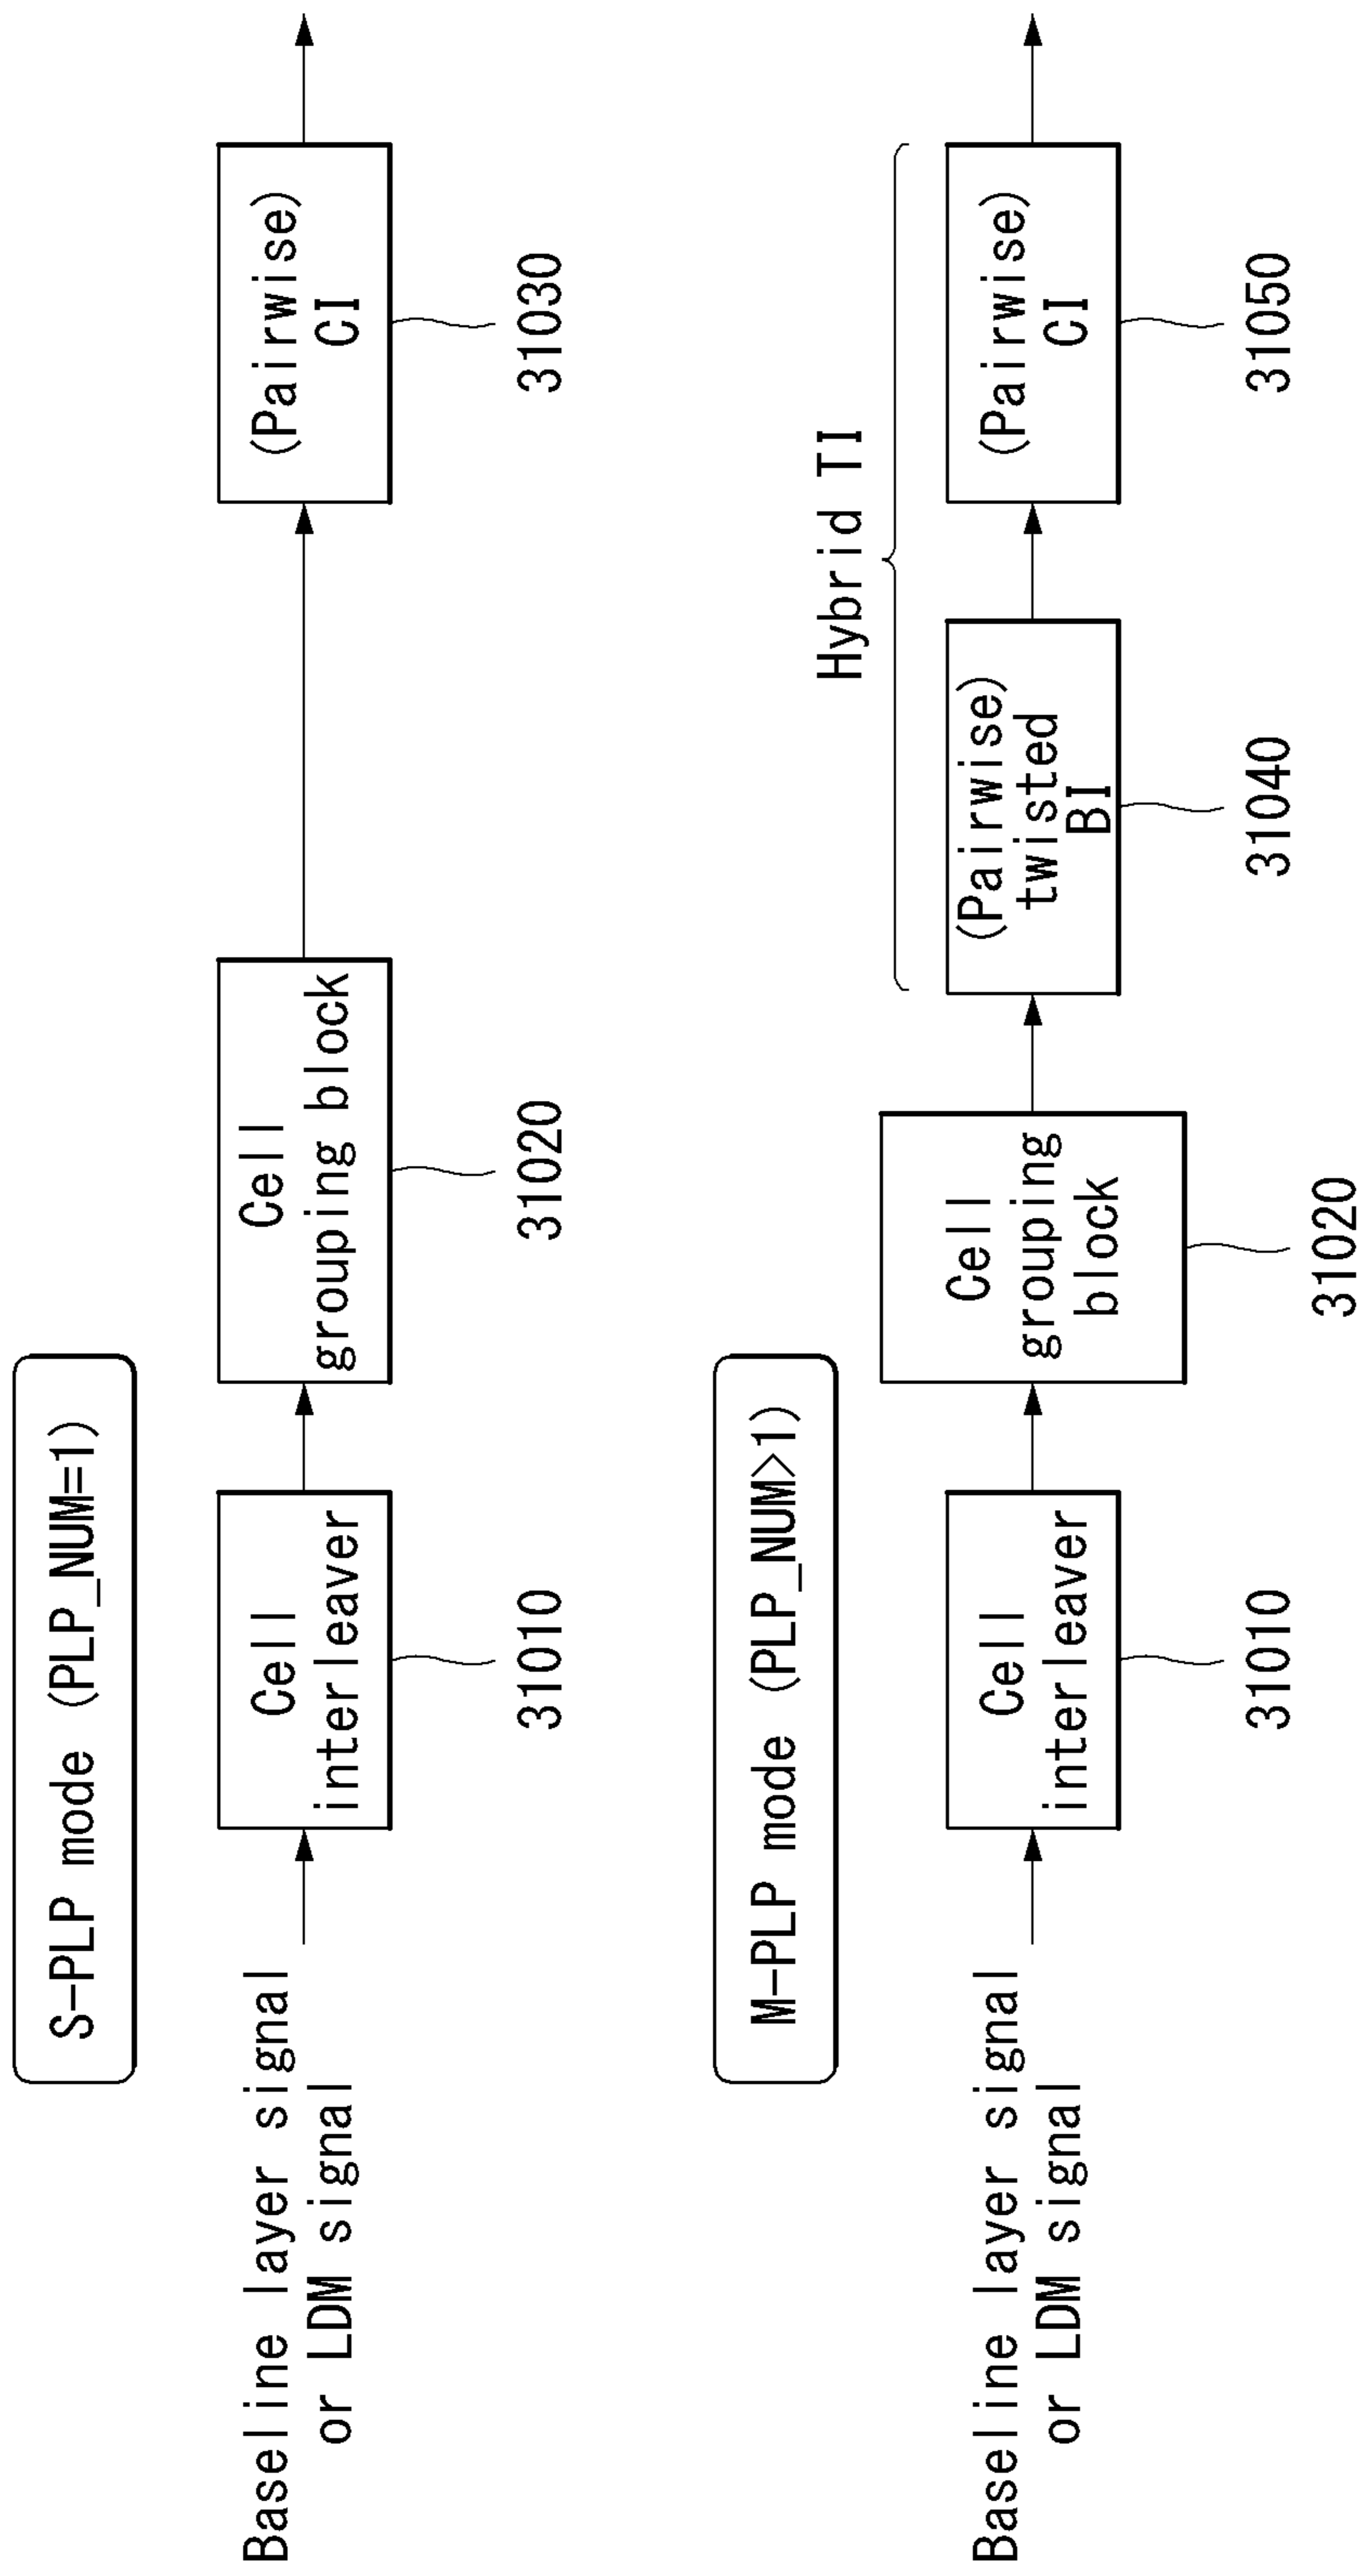 S-PLP mode (PLP_NUM=1)
Baseline layer signal
or LDM signal
Cell
interleaver
31010
Cell
grouping block
31020
(Pairwise)
CI
31030
M-PLP mode (PLP_NUM>1)
Hybrid TI
Baseline layer signal
or LDM signal
Cell
interleaver
31010
Cell
grouping
block
31020
(Pairwise)
twisted
BI
31040
(Pairwise)
CI
31050